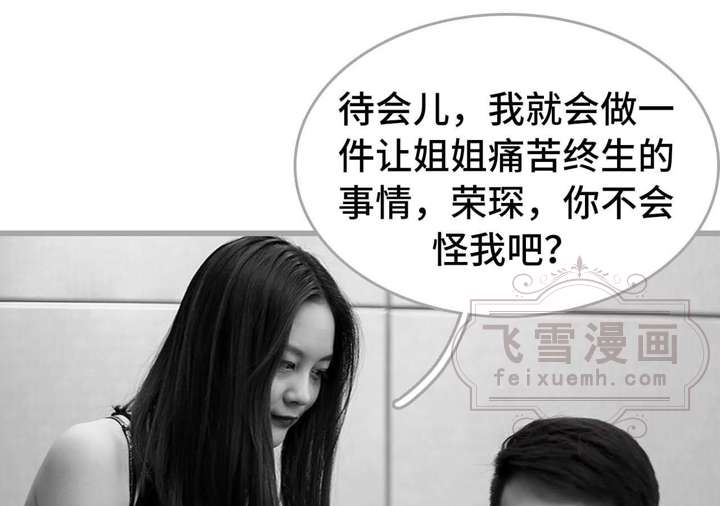 待会儿，我就会做一
件让姐姐痛苦终生的
事情，荣琛，你不会
怪我吧？
飞雪漫画
feixuemh.com